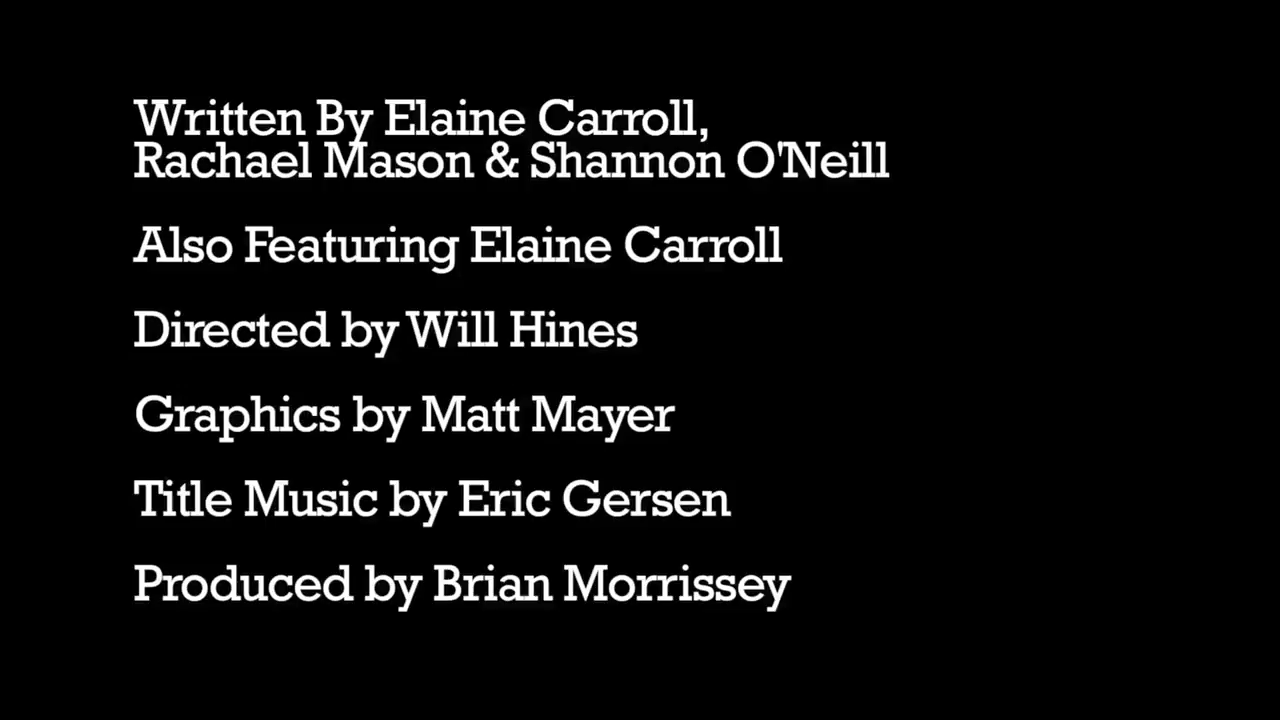 Written By Elaine Carroll,
Rachael Mason & Shannon O'Neill
Also Featuring Elaine Carroll
Directed by Will Hines
Graphics by Matt Mayer
Title Music by Eric Gersen
Produced by Brian Morrissey